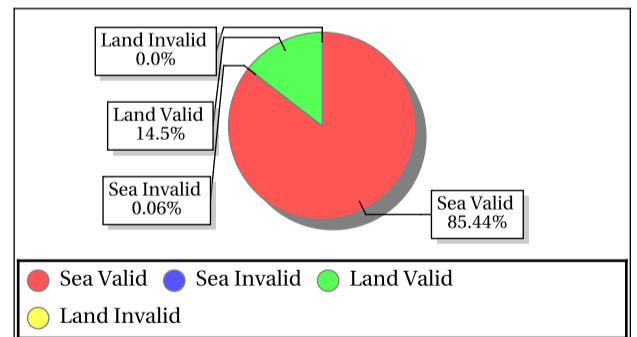 Land Invalid
0.0%
Land Valid
14.5%
Sea Invalid
0.06%
Sea Valid
85.44%
Sea Valid Sea Invalid Land Valid
Land Invalid